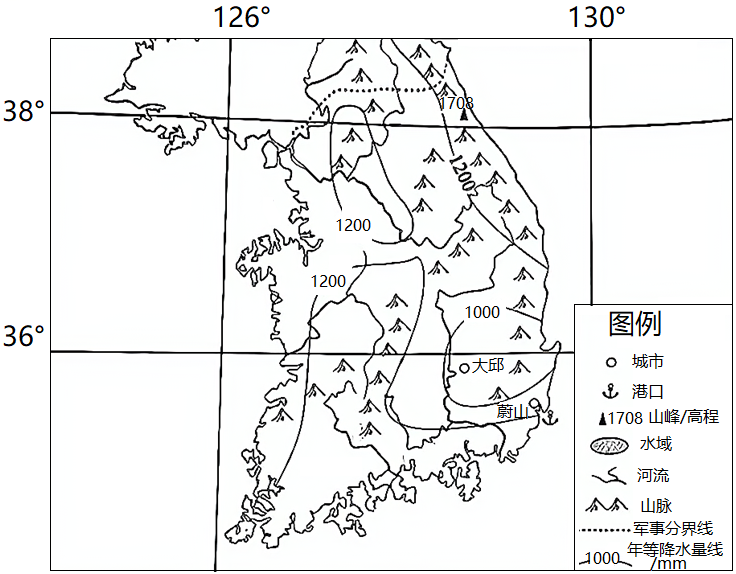 126°
130°
38°
1708
1200
1200
1200
1000
36°
大邱
蔚山
图例
城市
港口
1708 山峰/高程
水域
河流
山脉
军事分界线
1000 年等降水量线
/mm